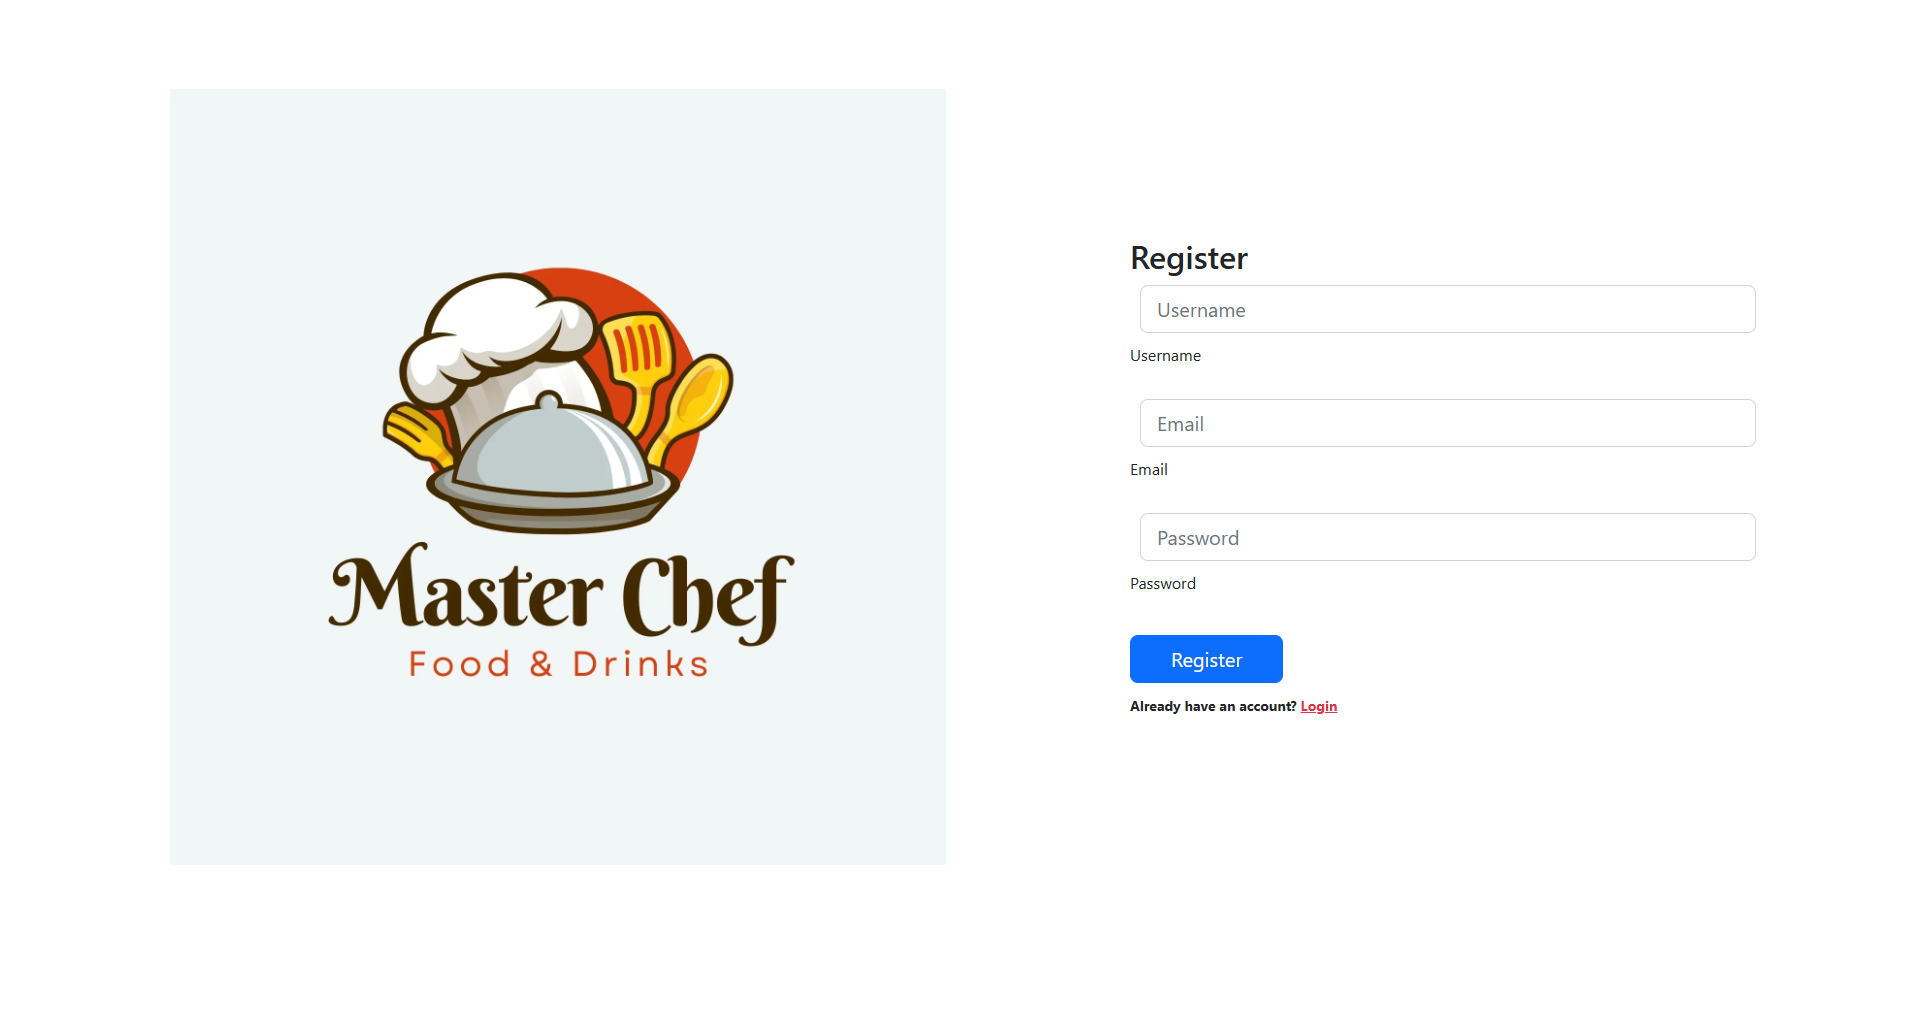 Master Chef
Food & Drinks
Register
Username
Username
Email
Email
Password
Password
Register
Already have an account? Login